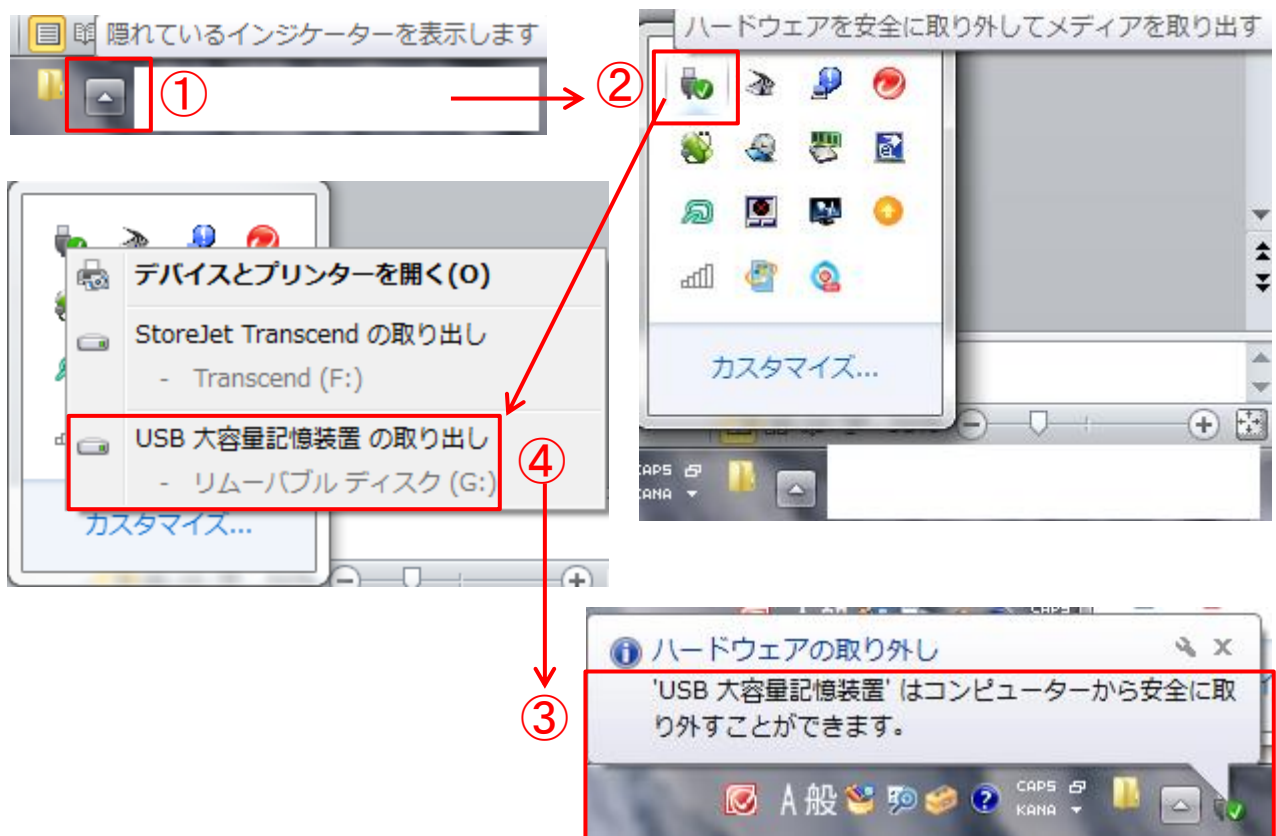 隠れているインジケーターを表示します
①
②
ハードウェアを安全に取り外してメディアを取り出す
カスタマイズ...
CAPS
KANA
デバイスとプリンターを開く(O)
StoreJet Transcend の取り出し
- Transcend (F:)
USB 大容量記憶装置 の取り出し
- リムーバブル ディスク (G:)
④
カスタマイズ...
③
ハードウェアの取り外し
'USB 大容量記憶装置' はコンピューターから安全に取
り外すことができます。
A 般
CAPS
KANA